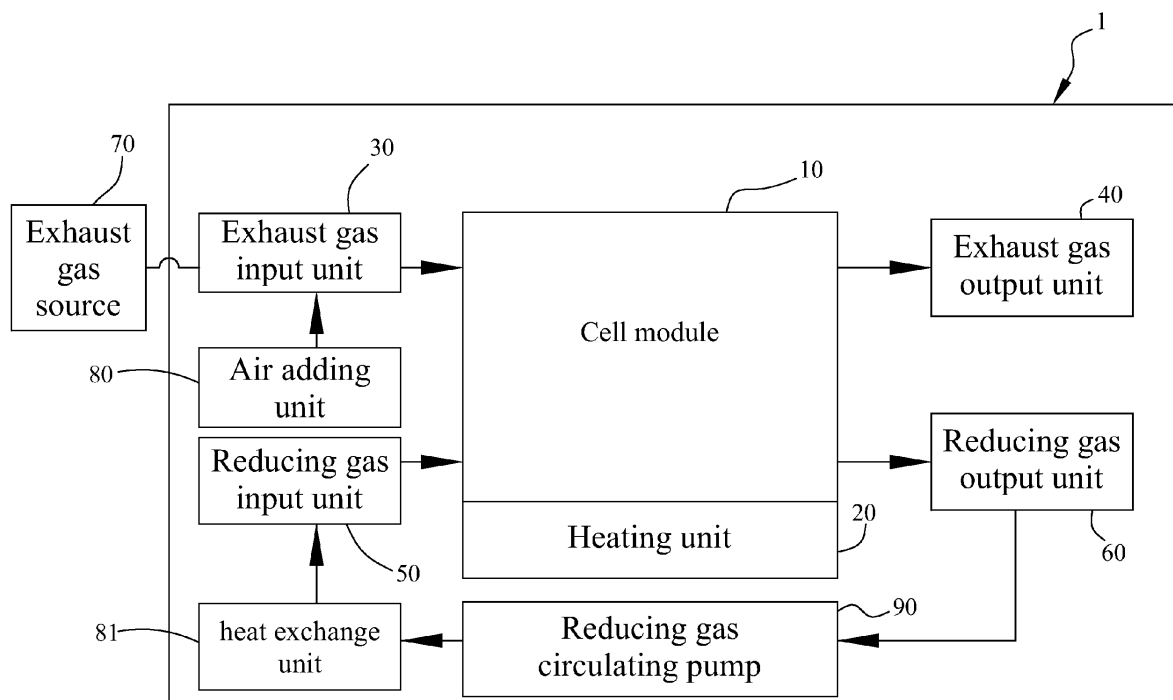 1
70
Exhaust
gas
source
30
Exhaust gas
input unit
10
Cell module
40
Exhaust gas
output unit
80
Air adding
unit
Reducing gas
input unit
50
Reducing gas
output unit
60
Heating unit
20
81
heat exchange
unit
Reducing gas
circulating pump
90